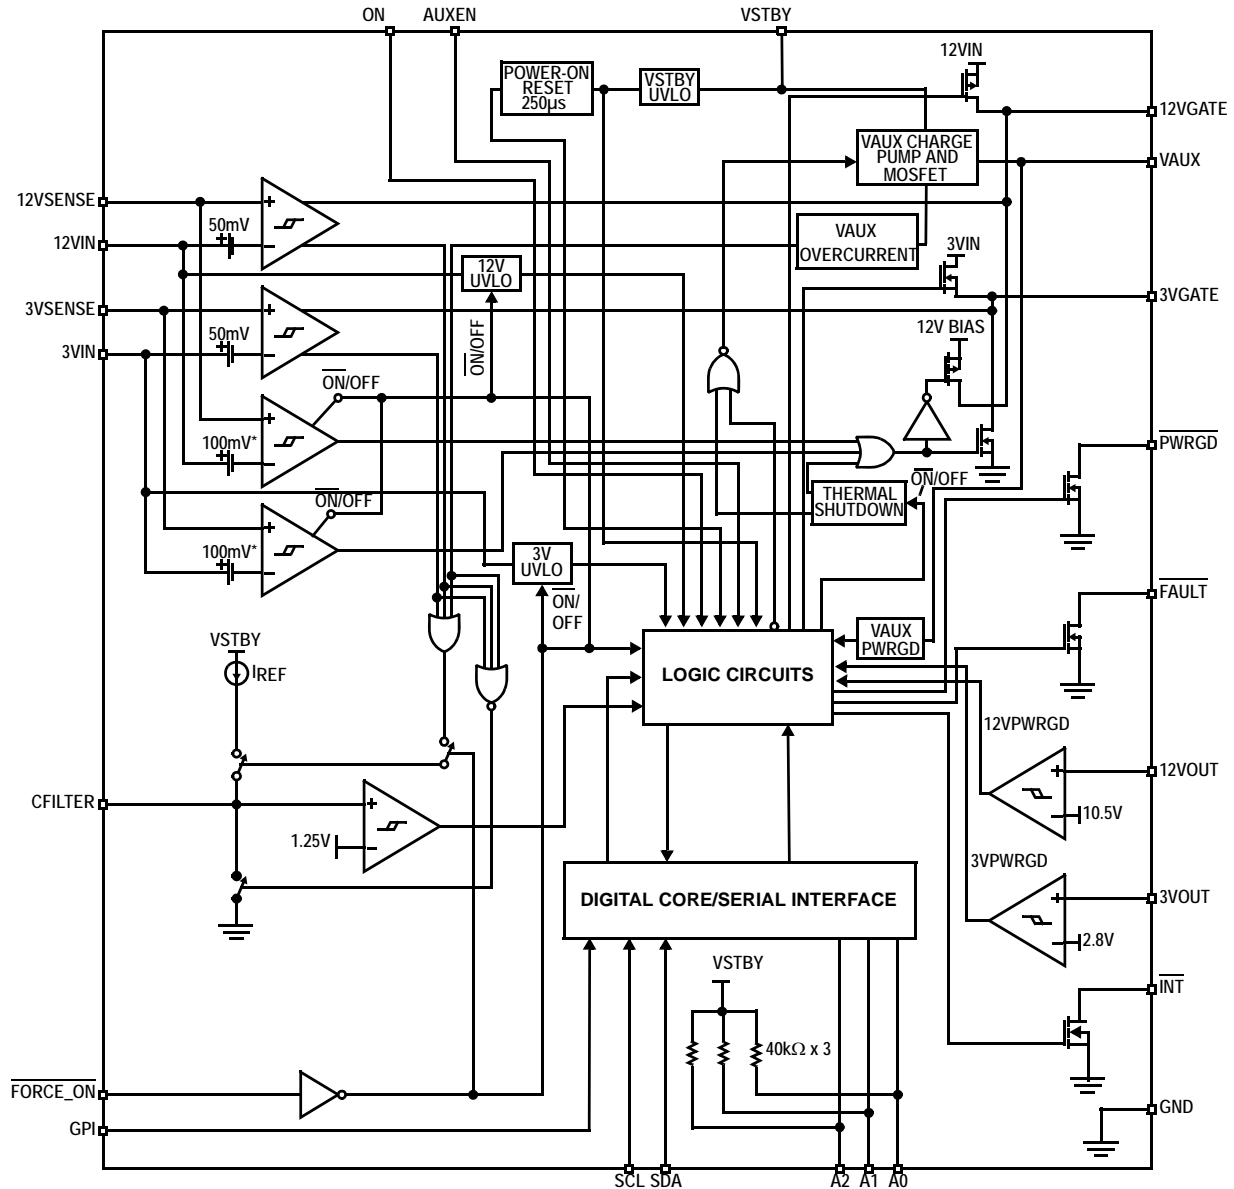 ON
AUXEN
VSTBY
12VIN
POWER-ON
RESET
250µs
VSTBY
UVLO
12VGATE
VAUX CHARGE
PUMP AND
MOSFET
VAUX
12VSENSE
50mV
12VIN
VAUX
OVERCURRENT
3VIN
12V
UVLO
3VSENSE
3VGATE
50mV
3VIN
ON/OFF
12V BIAS
ON/OFF
100mV*
PWRGD
ON/OFF
THERMAL
SHUTDOWN
ON/OFF
100mV*
3V
UVLO
ON/
OFF
FAULT
VSTBY
IREF
VAUX
PWRGD
LOGIC CIRCUITS
12VPWRGD
12VOUT
10.5V
CFILTER
1.25V
3VPWRGD
DIGITAL CORE/SERIAL INTERFACE
3VOUT
2.8V
VSTBY
INT
40kΩ x 3
FORCE_ON
GND
GPI
SCL SDA
A2 A1 A0
+
−
+
−
+
−
+
−
+
−
+
−
+
−